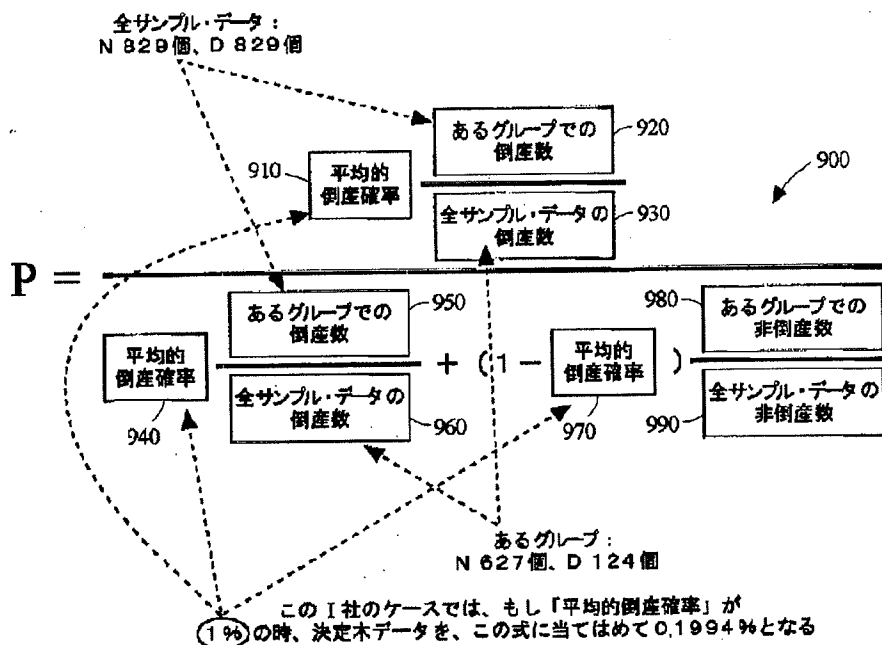 全サンプル・データ：
N 829個、D 829個
あるグループでの
倒産数
920
900
910
平均的
倒産確率
全サンプル・データの
倒産数
930
P =
あるグループでの
倒産数
950
980
あるグループでの
非倒産数
平均的
倒産確率
+ (1 −
平均的
倒産確率
)
940
全サンプル・データの
倒産数
960
970
990
全サンプル・データの
非倒産数
あるグループ：
N 627個、D 124個
この I 社のケースでは、もし「平均的倒産確率」が
1％の時、決定木データを、この式に当てはめて0.1994％となる